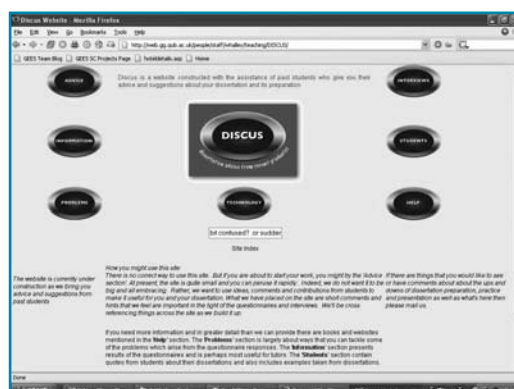 Discus Website - Mozilla Firefox
File Edit View Go Bookmarks Tools Help
http://web.gg.qub.ac.uk/people/staff/whalley/teaching/DISCUS/
GEES Team Blog GEES SC Projects Page hoteldetails.asp Home
ADVICE
Discus is a website constructed with the assistance of past students who give you their
advice and suggestions about your dissertation and its preparation
INTERVIEWS
INFORMATION
DISCUS
dissertation advice from recent graduates
STUDENTS
PROBLEMS
TECHNOLOGY
HELP
bit confused? or sudder
Site Index
The website is currently under
construction as we bring you
advice and suggestions from
past students
How you might use this site
There is no correct way to use this site. But if you are about to start your work, you might try the 'Advice
section'. At present, the site is quite small and you can peruse it rapidly. Indeed, we do not want it to be
big and all embracing. Rather, we want to use ideas, comments and contributions from students to
make it useful for you and your dissertation. What we have placed on the site are short comments and
hints that we feel are important in the light of the questionnaires and interviews. We'll be cross
referencing things across the site as we build it up.
If there are things that you would like to see
or have comments about about the ups and
downs of dissertation preparation, practice
and presentation as well as what's here then
please mail us.
If you need more information and in greater detail than we can provide there are books and websites
mentioned in the 'Help' section. The 'Problems' section is largely about ways that you can tackle some
of the problems which arise from the questionnaire responses. The 'Information' section presents
results of the questionnaires and is perhaps most useful for tutors. The 'Students' section contain
quotes from students about their dissertations and also includes examples taken from dissertations.
Done